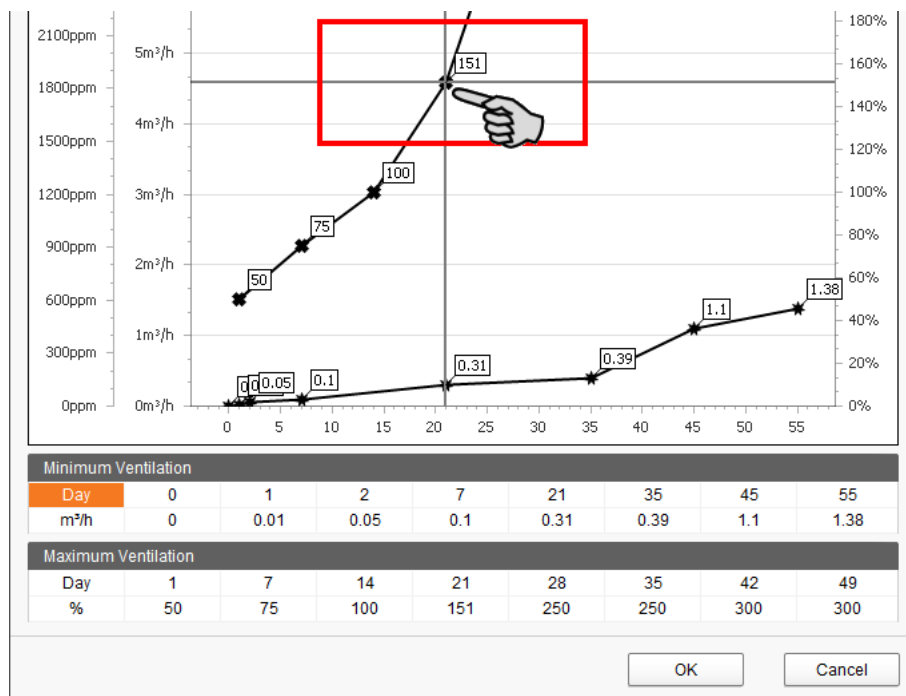 180%
2100ppm
5m³/h
160%
151
1800ppm
140%
4m³/h
1500ppm
120%
100
1200ppm
3m³/h
100%
75
900ppm
80%
2m³/h
50
60%
600ppm
1.38
1.1
1m³/h
40%
300ppm
0.39
0.31
20%
0.05
0.1
0ppm
0m³/h
0%
0 5 10 15 20 25 30 35 40 45 50 55
Minimum Ventilation
Day 0 1 2 7 21 35 45 55
m³/h 0 0.01 0.05 0.1 0.31 0.39 1.1 1.38
Maximum Ventilation
Day 1 7 14 21 28 35 42 49
% 50 75 100 151 250 250 300 300
OK Cancel